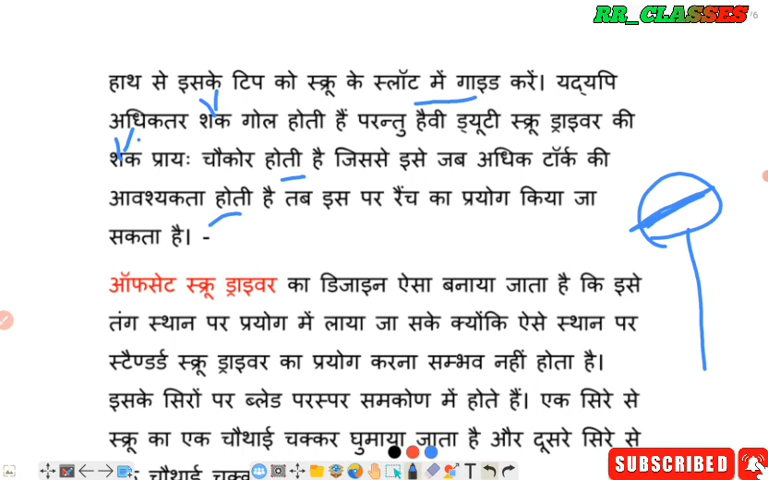 RR_CLASSES
हाथ से इसके टिप को स्क्रू के स्लॉट में गाइड करें। यद्यपि
अधिकतर शंक गोल होती हैं परन्तु हैवी ड्यूटी स्क्रू ड्राइवर की
शंक प्रायः चौकोर होती है जिससे इसे जब अधिक टॉर्क की
आवश्यकता होती है तब इस पर रैंच का प्रयोग किया जा
सकता है। -
ऑफसेट स्क्रू ड्राइवर का डिजाइन ऐसा बनाया जाता है कि इसे
तंग स्थान पर प्रयोग में लाया जा सके क्योंकि ऐसे स्थान पर
स्टैण्डर्ड स्क्रू ड्राइवर का प्रयोग करना सम्भव नहीं होता है।
इसके सिरों पर ब्लेड परस्पर समकोण में होते हैं। एक सिरे से
स्क्रू का एक चौथाई चक्कर घुमाया जाता है और दूसरे सिरे से
चौथाई चक्क
SUBSCRIBED